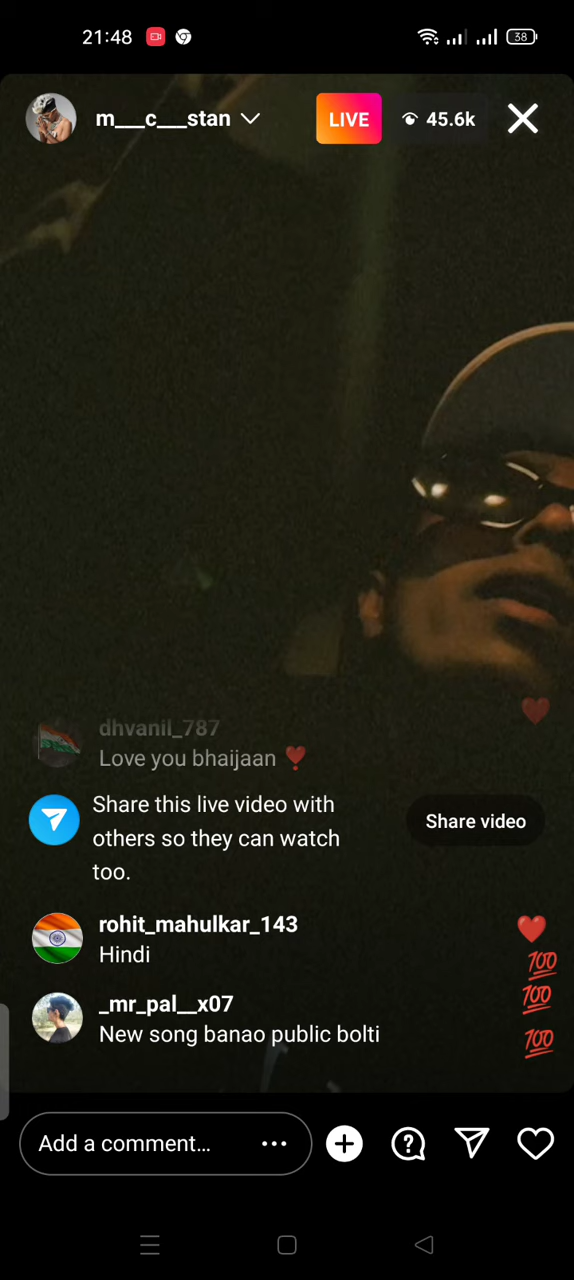 21:48
38
m___c___stan
LIVE
45.6k
dhvanil_787
Love you bhaijaan ❣️
Share this live video with
others so they can watch
too.
Share video
rohit_mahulkar_143
Hindi
_mr_pal__x07
New song banao public bolti
💯
💯
💯
Add a comment...